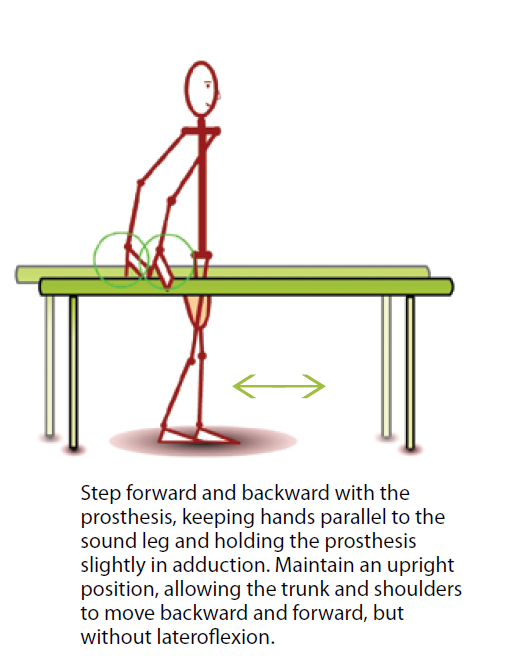 Step forward and backward with the
prosthesis, keeping hands parallel to the
sound leg and holding the prosthesis
slightly in adduction. Maintain an upright
position, allowing the trunk and shoulders
to move backward and forward, but
without lateroflexion.